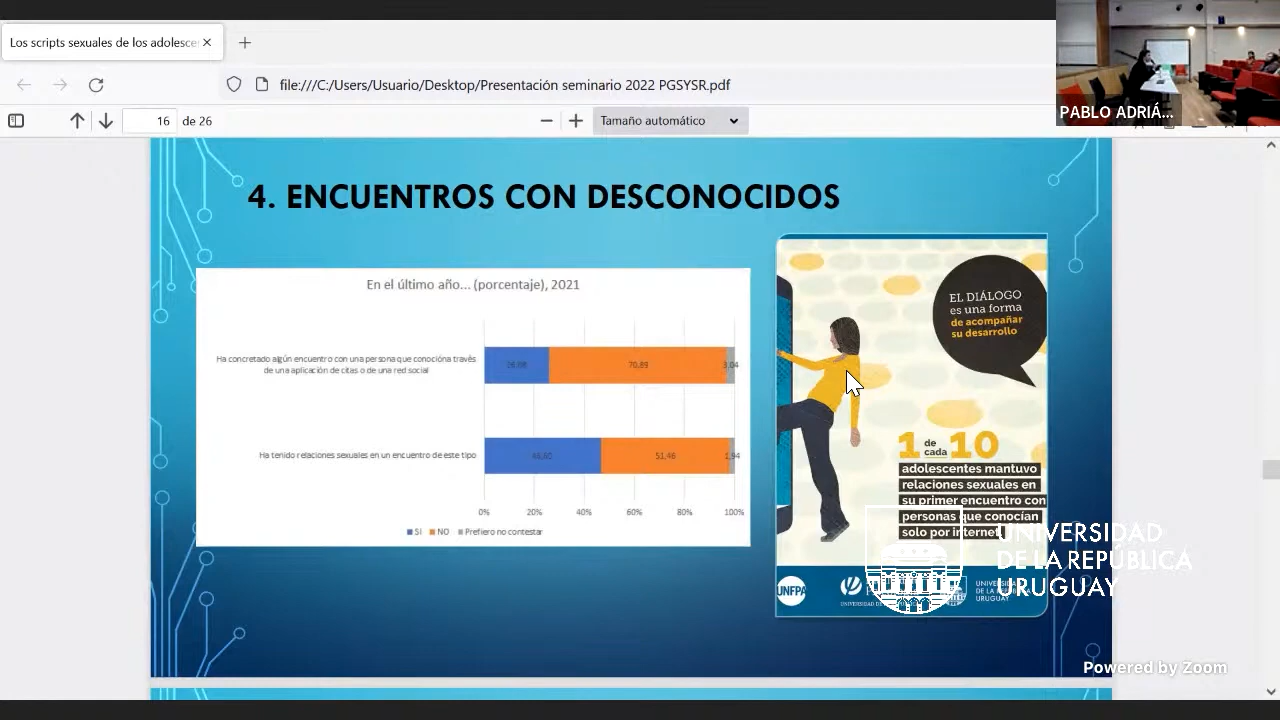 Los scripts sexuales de los adolesce
file:///C:/Users/Usuario/Desktop/Presentación seminario 2022 PGSYSR.pdf
PABLO ADRIÁ...
16 de 26
Tamaño automático
4. ENCUENTROS CON DESCONOCIDOS
En el último año... (porcentaje), 2021
Ha concretado algún encuentro con una persona que conocióna través
de una aplicación de citas o de una red social
70,89
3,04
Ha tenido relaciones sexuales en un encuentro de este tipo
46,60
51,46
1,94
0% 20% 40% 60% 80% 100%
SI NO Prefiero no contestar
EL DIÁLOGO
es una forma
de acompañar
su desarrollo
1 de cada 10
adolescentes mantuvo
relaciones sexuales en
su primer encuentro con
personas que conocían
solo por internet
UNFPA
UNIVERSIDAD
DE LA REPÚBLICA
URUGUAY
UNIVERSIDAD
DE LA REPÚBLICA
URUGUAY
Powered by Zoom